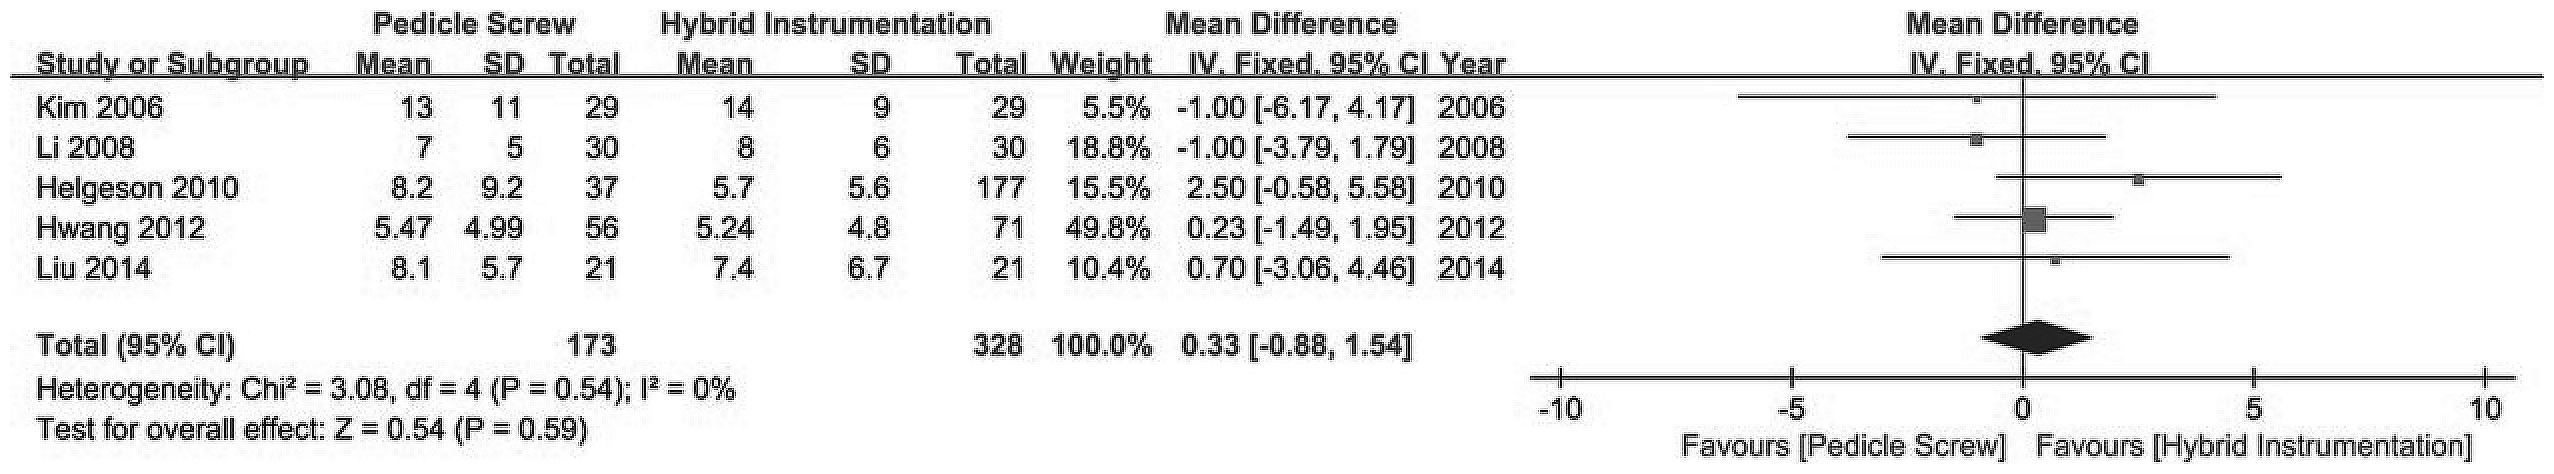 Pedicle Screw Hybrid Instrumentation Mean Difference Mean Difference
Study or Subgroup Mean SD Total Mean SD Total Weight IV, Fixed, 95% CI Year IV, Fixed, 95% CI
Kim 2006 13 11 29 14 9 29 5.5% -1.00 [-6.17, 4.17] 2006
Li 2008 7 5 30 8 6 30 18.8% -1.00 [-3.79, 1.79] 2008
Helgeson 2010 8.2 9.2 37 5.7 5.6 177 15.5% 2.50 [-0.58, 5.58] 2010
Hwang 2012 5.47 4.99 56 5.24 4.8 71 49.8% 0.23 [-1.49, 1.95] 2012
Liu 2014 8.1 5.7 21 7.4 6.7 21 10.4% 0.70 [-3.06, 4.46] 2014
Total (95% CI) 173 328 100.0% 0.33 [-0.88, 1.54]
Heterogeneity: Chi² = 3.08, df = 4 (P = 0.54); I² = 0%
Test for overall effect: Z = 0.54 (P = 0.59)
-10 -5 0 5 10
Favours [Pedicle Screw] Favours [Hybrid Instrumentation]